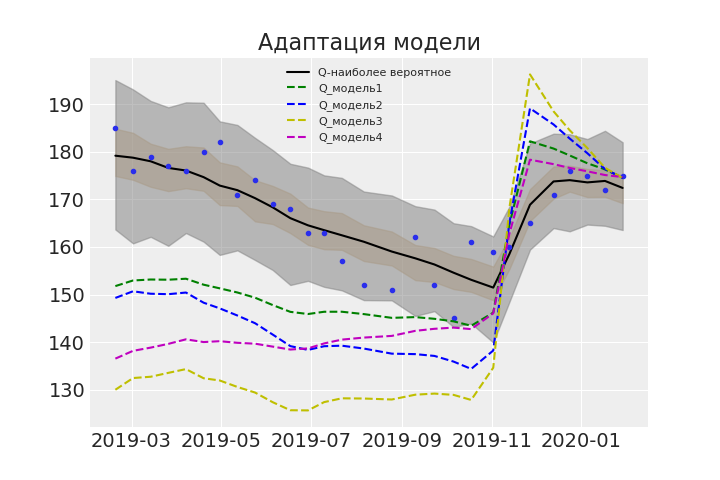 Адаптация модели
Q-наиболее вероятное
Q_модель1
Q_модель2
Q_модель3
Q_модель4
190
180
170
160
150
140
130
2019-03 2019-05 2019-07 2019-09 2019-11 2020-01